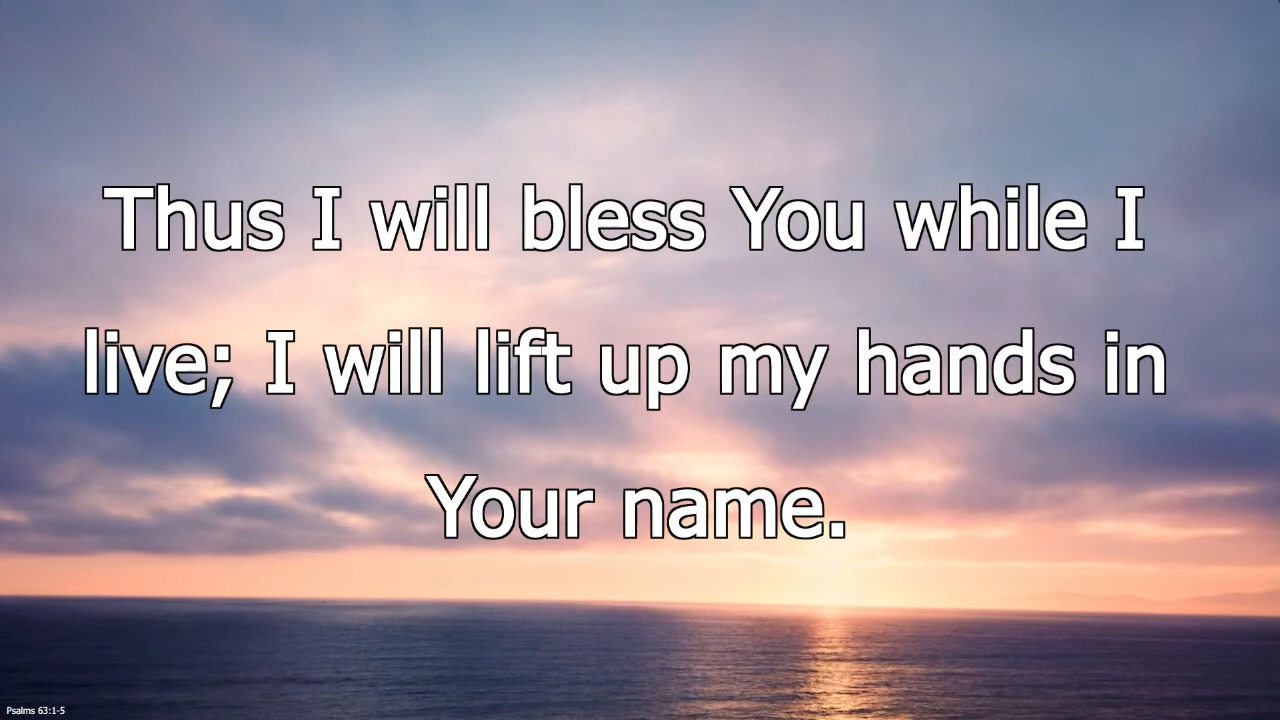 Thus I will bless You while I
live; I will lift up my hands in
Your name.
Psalms 63:1-5